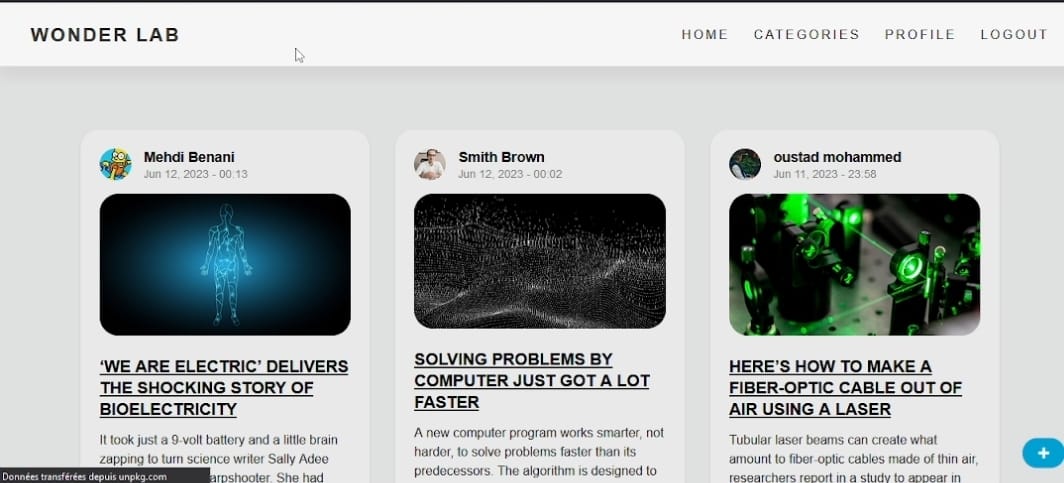 WONDER LAB
HOME CATEGORIES PROFILE LOGOUT
Mehdi Benani
Jun 12, 2023 - 00:13
‘WE ARE ELECTRIC’ DELIVERS
THE SHOCKING STORY OF
BIOELECTRICITY
It took just a 9-volt battery and a little brain
zapping to turn science writer Sally Adee
arpshooter. She had
Smith Brown
Jun 12, 2023 - 00:02
SOLVING PROBLEMS BY
COMPUTER JUST GOT A LOT
FASTER
A new computer program works smarter, not
harder, to solve problems faster than its
predecessors. The algorithm is designed to
oustad mohammed
Jun 11, 2023 - 23:58
HERE’S HOW TO MAKE A
FIBER-OPTIC CABLE OUT OF
AIR USING A LASER
Tubular laser beams can create what
amount to fiber-optic cables made of thin air,
researchers report in a study to appear in
+
Données transférées depuis unpkg.com